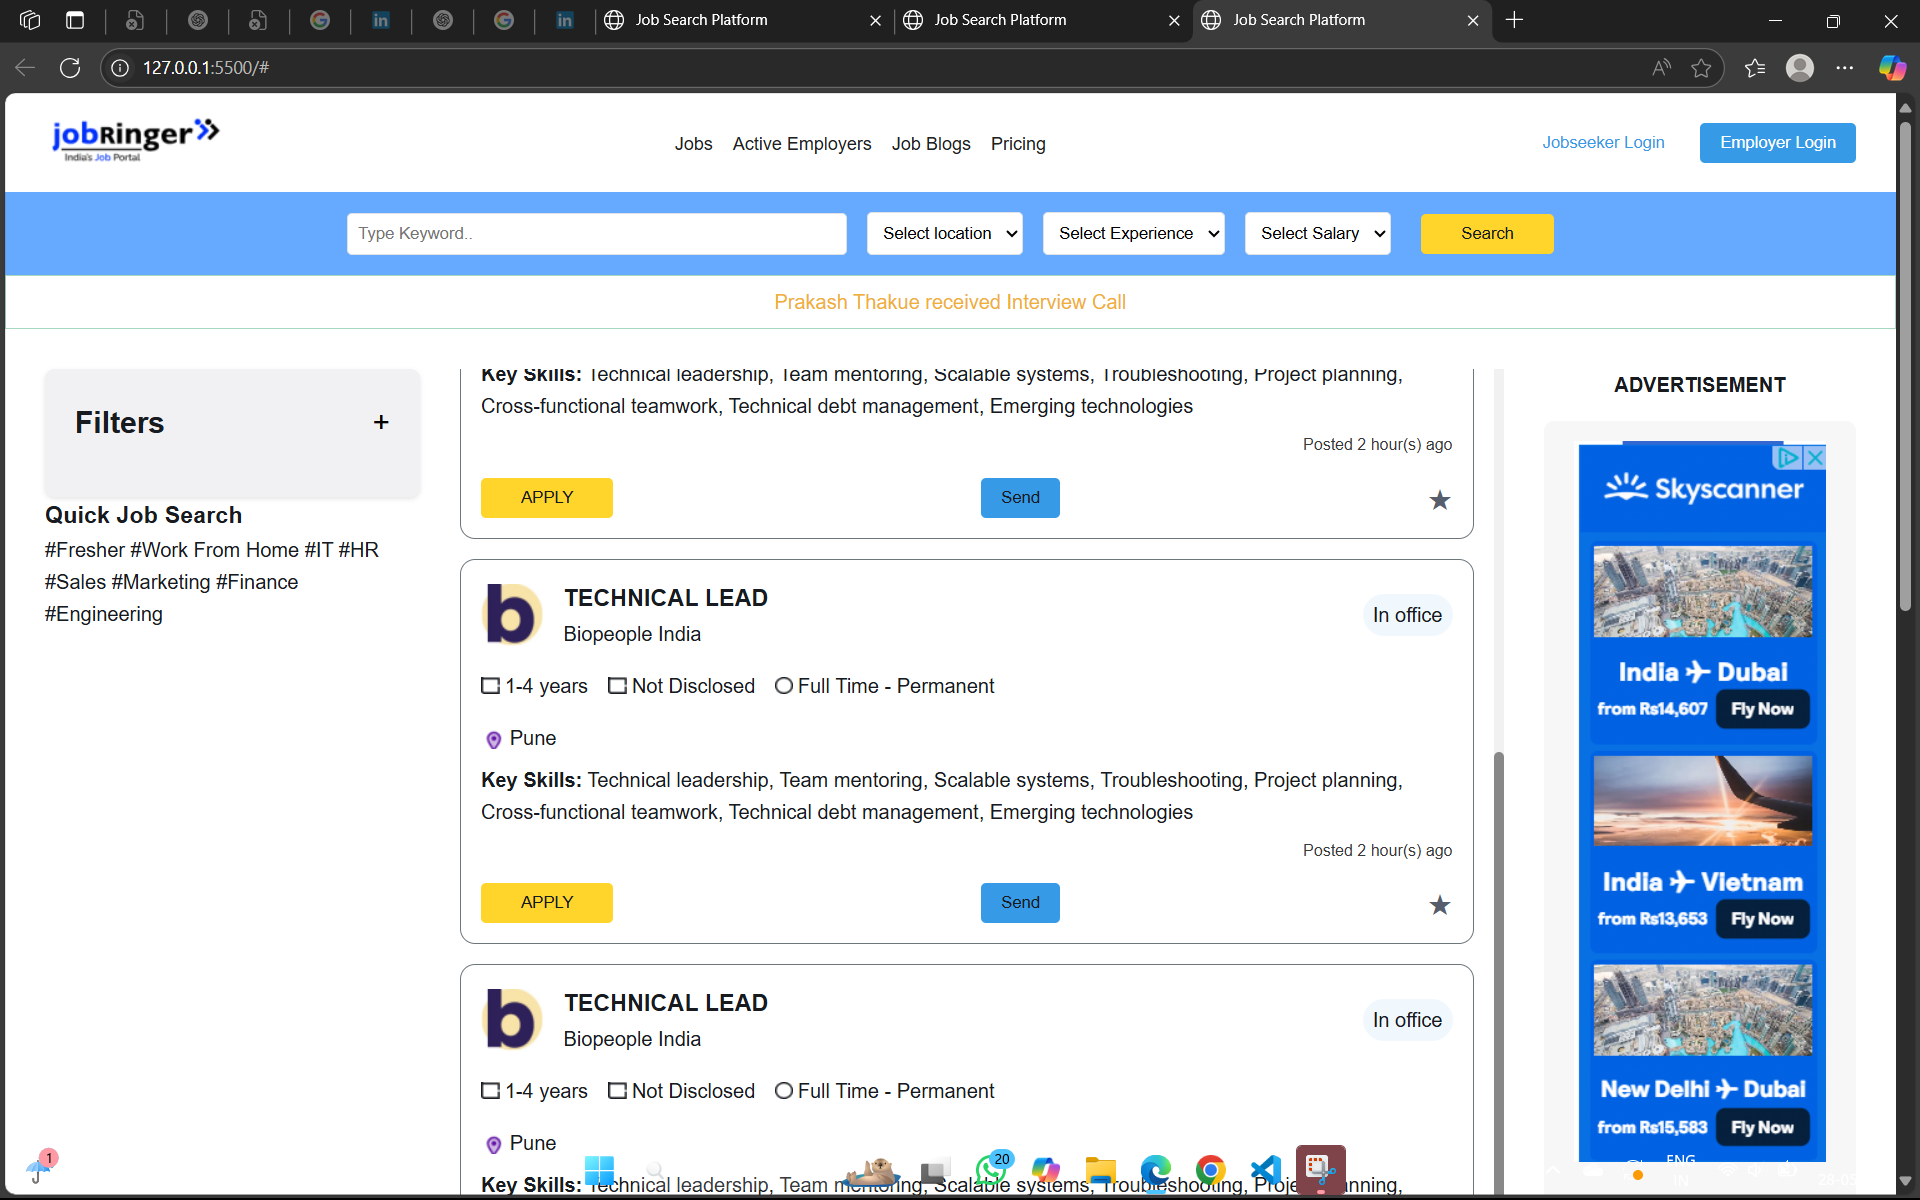 Job Search Platform
Job Search Platform
Job Search Platform
127.0.0.1:5500/#
jobRinger
India's Job Portal
Jobs Active Employers Job Blogs Pricing
Jobseeker Login
Employer Login
Type Keyword..
Select location
Select Experience
Select Salary
Search
Prakash Thakue received Interview Call
Filters
+
Quick Job Search
#Fresher #Work From Home #IT #HR
#Sales #Marketing #Finance
#Engineering
Key Skills: Technical leadership, Team mentoring, Scalable systems, Troubleshooting, Project planning,
Cross-functional teamwork, Technical debt management, Emerging technologies
Posted 2 hour(s) ago
APPLY
Send
TECHNICAL LEAD
Biopeople India
In office
1-4 years Not Disclosed Full Time - Permanent
Pune
Key Skills: Technical leadership, Team mentoring, Scalable systems, Troubleshooting, Project planning,
Cross-functional teamwork, Technical debt management, Emerging technologies
Posted 2 hour(s) ago
APPLY
Send
TECHNICAL LEAD
Biopeople India
In office
1-4 years Not Disclosed Full Time - Permanent
Pune
Key Skills: Technical leadership, Team mentoring, Scalable systems, Troubleshooting, Project planning,
ADVERTISEMENT
Skyscanner
India Dubai
from Rs14,607 Fly Now
India Vietnam
from Rs13,653 Fly Now
New Delhi Dubai
from Rs15,583 Fly Now
1
20
ENG